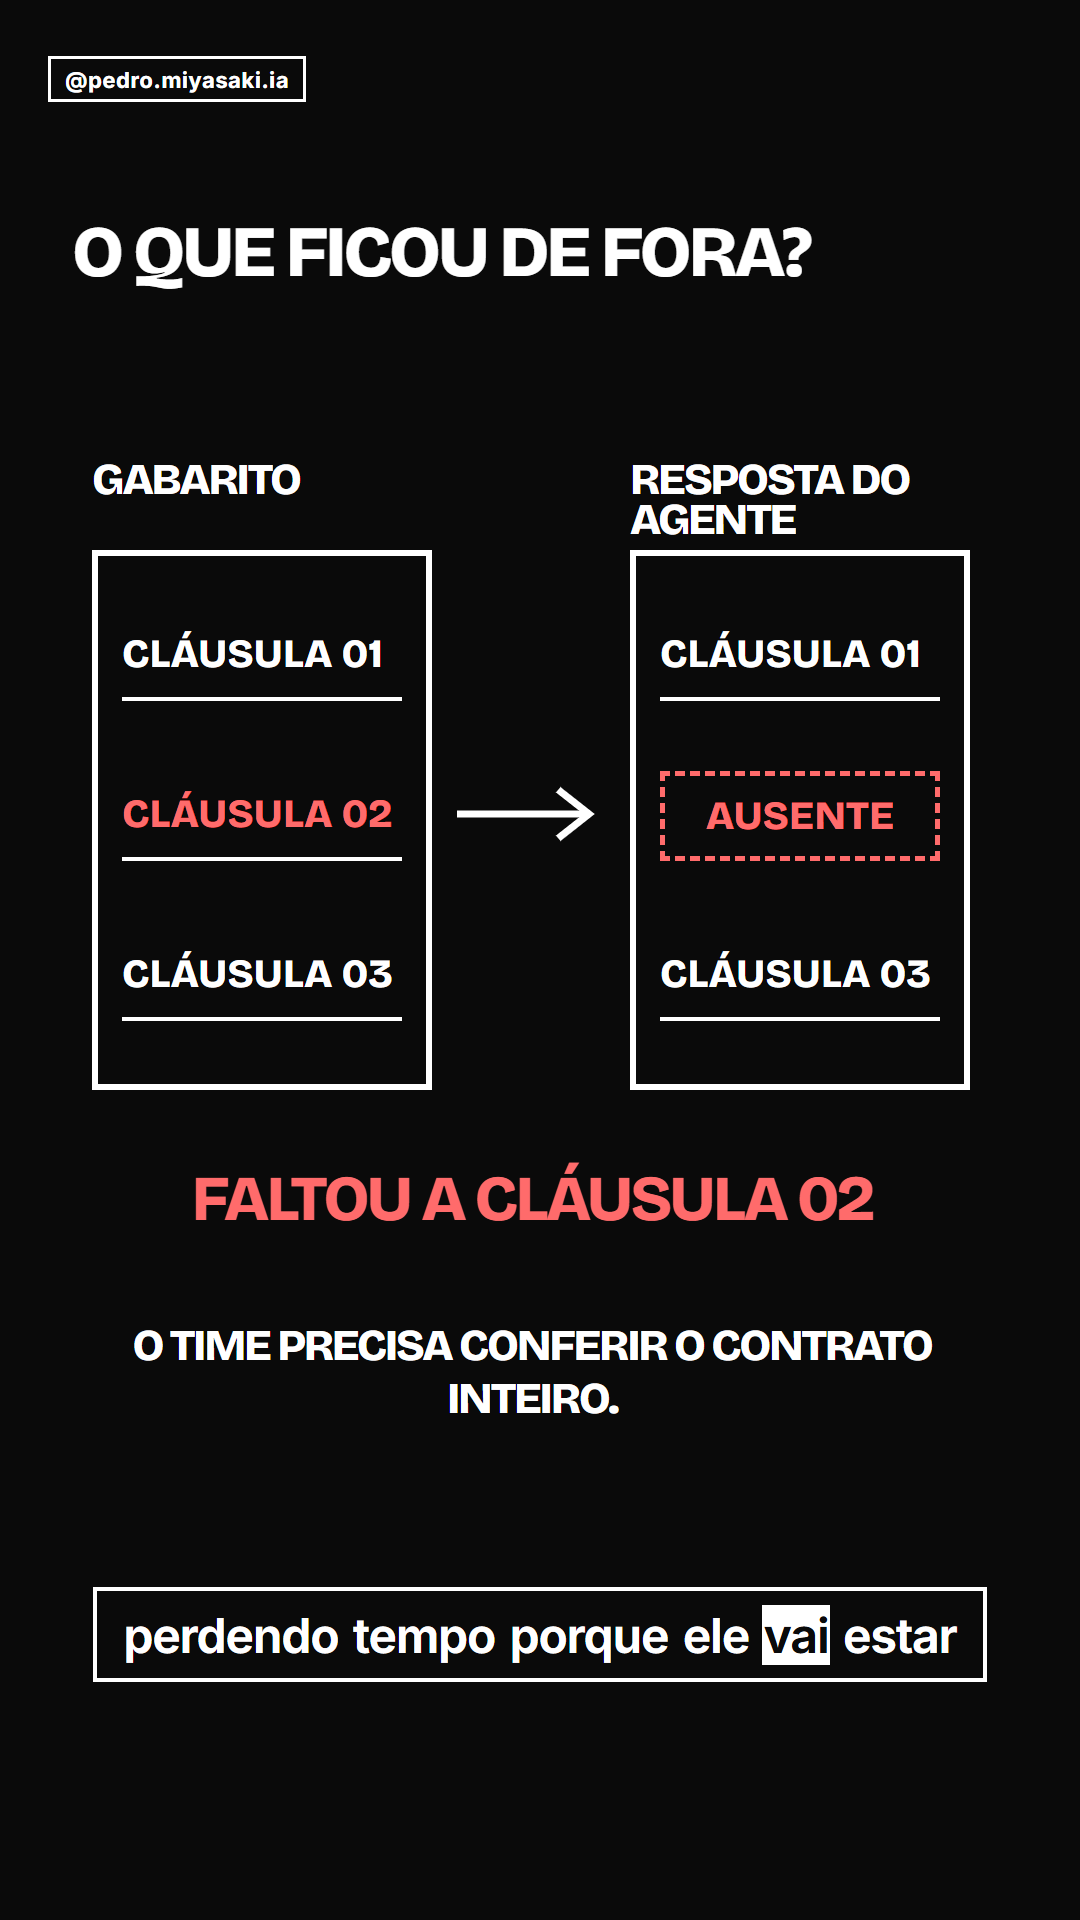 @pedro.miyasaki.ia
O QUE FICOU DE FORA?
GABARITO
CLÁUSULA 01
CLÁUSULA 02
CLÁUSULA 03
RESPOSTA DO
AGENTE
CLÁUSULA 01
AUSENTE
CLÁUSULA 03
FALTOU A CLÁUSULA 02
O TIME PRECISA CONFERIR O CONTRATO
INTEIRO.
perdendo tempo porque ele vai estar